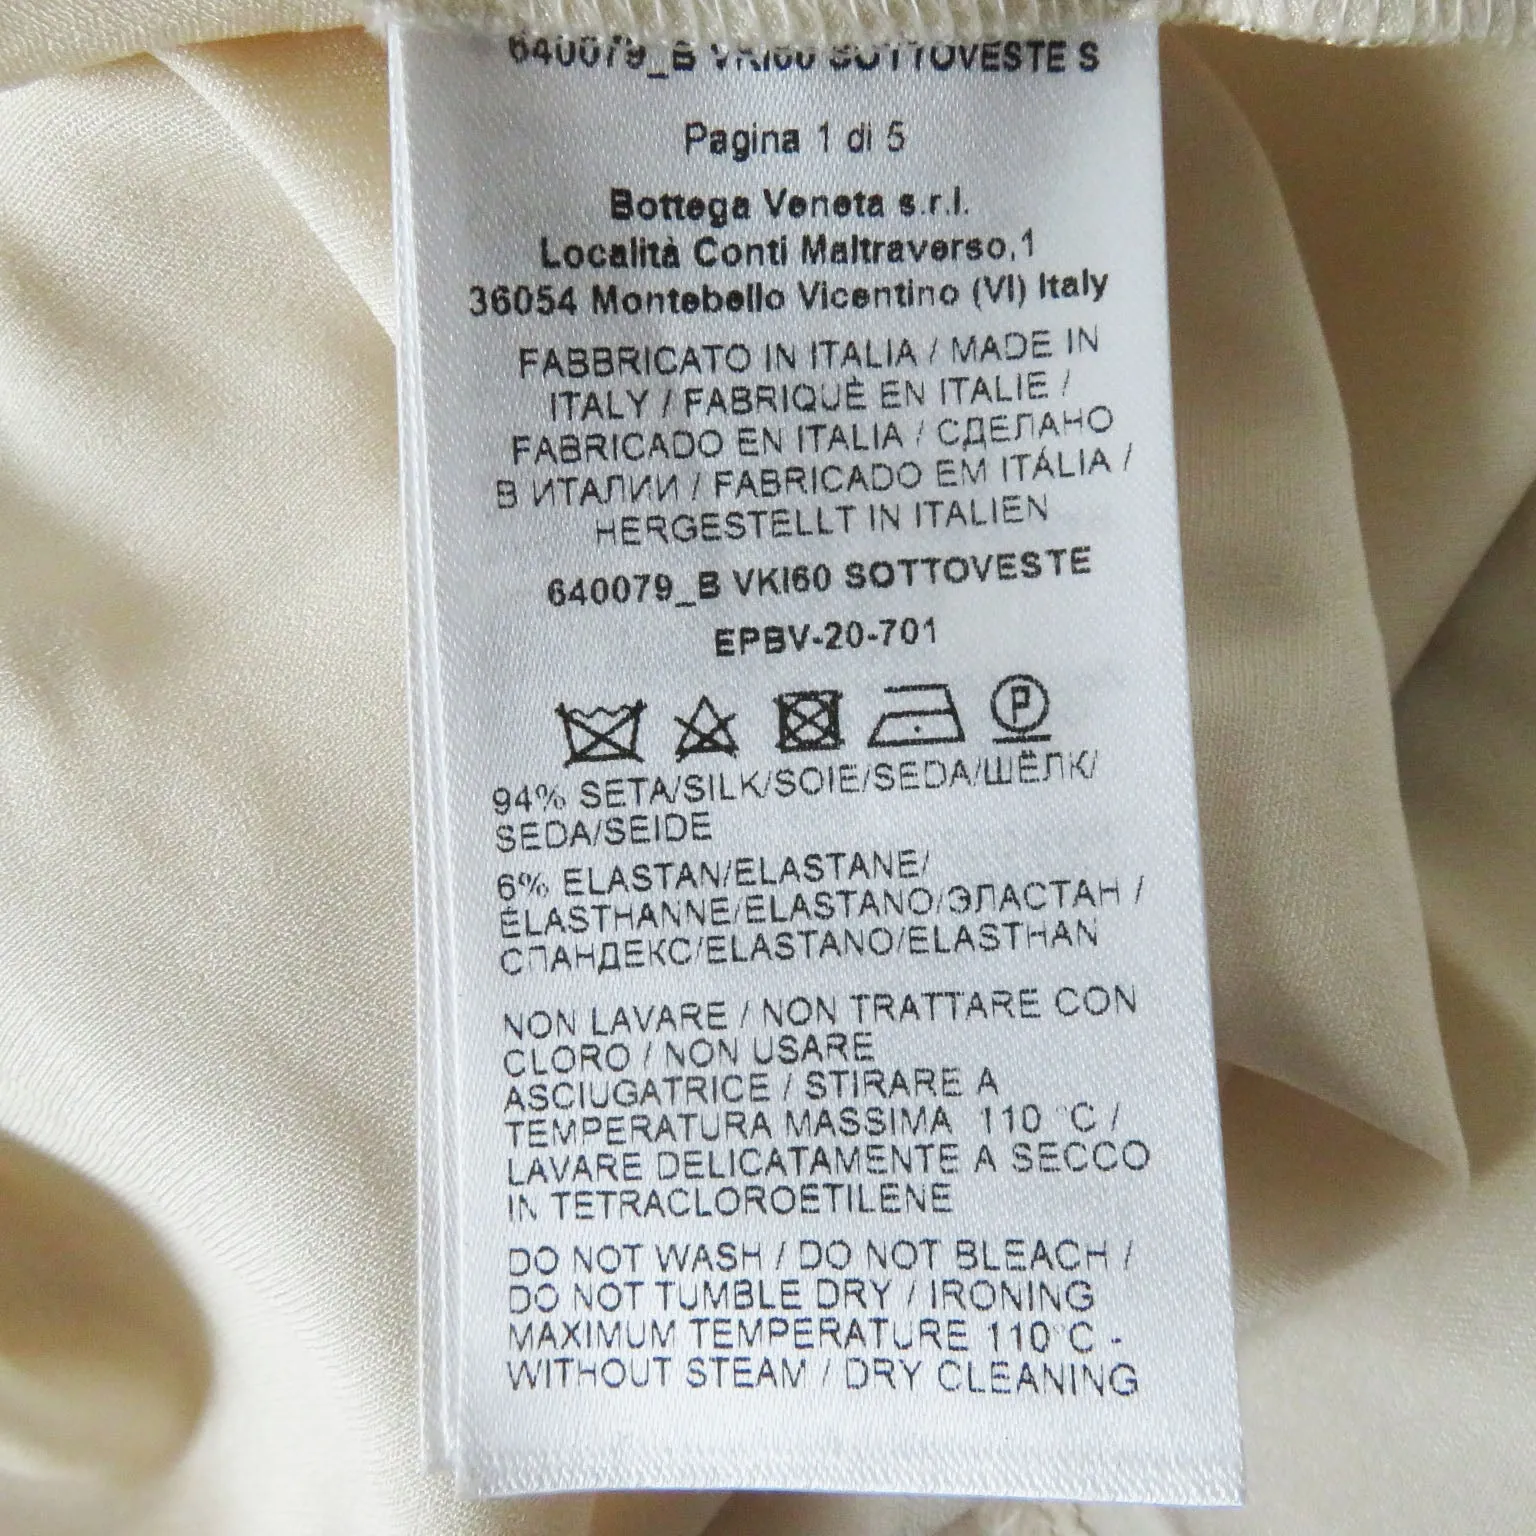 640079_B VKI60 SOTTOVESTE S
Pagina 1 di 5
Bottega Veneta s.r.l.
Località Conti Maltraverso,1
36054 Montebello Vicentino (VI) Italy
FABBRICATO IN ITALIA / MADE IN
ITALY / FABRIQUÉ EN ITALIE /
FABRICADO EN ITALIA / СДЕЛАНО
В ИТАЛИИ / FABRICADO EM ITÁLIA /
HERGESTELLT IN ITALIEN
640079_B VKI60 SOTTOVESTE
EPBV-20-701
P
94% SETA/SILK/SOIE/SEDA/ШЁЛК/
SEDA/SEIDE
6% ELASTAN/ELASTANE/
ÉLASTHANNE/ELASTANO/ЭЛАСТАН /
СПАНДЕКС/ELASTANO/ELASTHAN
NON LAVARE / NON TRATTARE CON
CLORO / NON USARE
ASCIUGATRICE / STIRARE A
TEMPERATURA MASSIMA 110 °C /
LAVARE DELICATAMENTE A SECCO
IN TETRACLOROETILENE
DO NOT WASH / DO NOT BLEACH /
DO NOT TUMBLE DRY / IRONING
MAXIMUM TEMPERATURE 110°C -
WITHOUT STEAM / DRY CLEANING